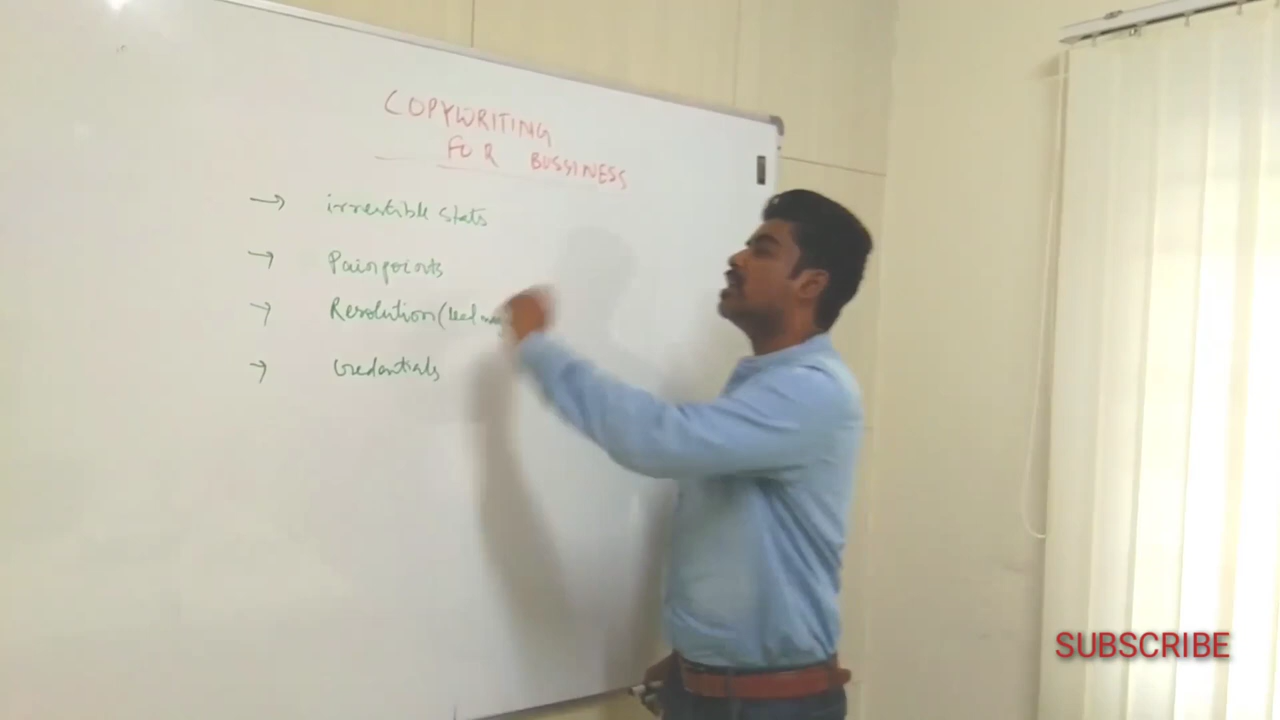 COPYWRITING
FOR BUSSINESS
→ irrestible stats
→ Painpoints
→ Resolution(
→ Credentials
SUBSCRIBE